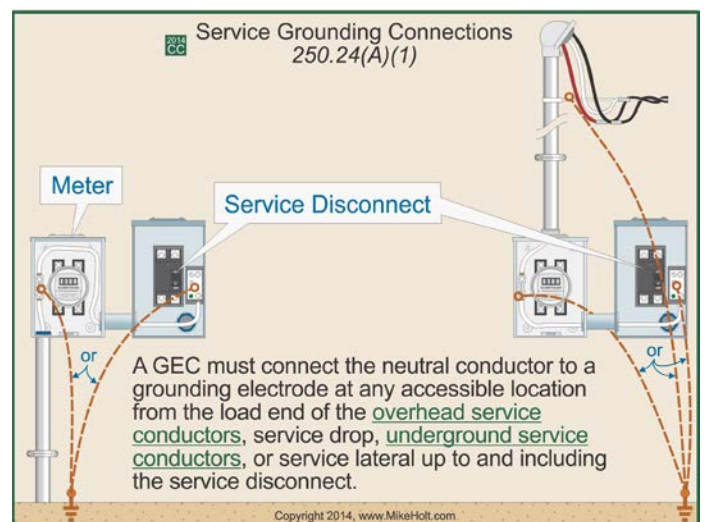 2014
CC
Service Grounding Connections
250.24(A)(1)
Meter
Service Disconnect
or
or
A GEC must connect the neutral conductor to a
grounding electrode at any accessible location
from the load end of the overhead service
conductors, service drop, underground service
conductors, or service lateral up to and including
the service disconnect.
Copyright 2014, www.MikeHolt.com